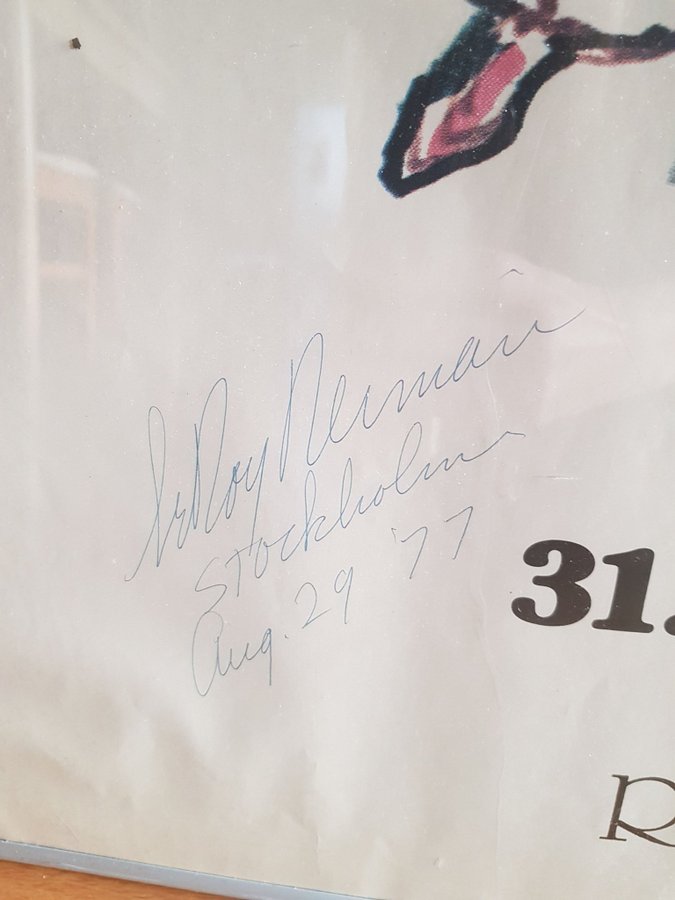 LeRoy Neiman
Stockholm
Aug. 29 '77
31.
R